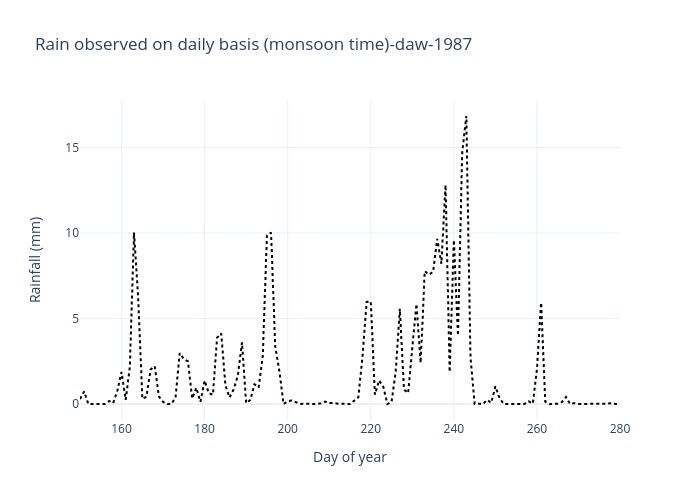 Rain observed on daily basis (monsoon time)-daw-1987
15
10
5
0
Rainfall (mm)
160 180 200 220 240 260 280
Day of year